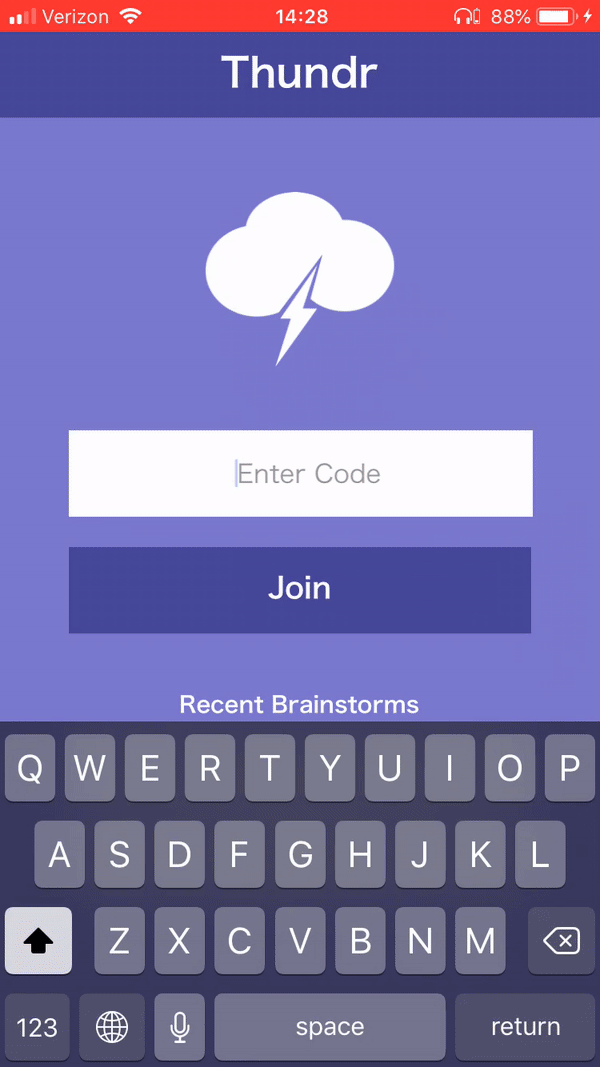 Verizon 14:28 88%
Thundr
Enter Code
Join
Recent Brainstorms
Q W E R T Y U I O P
A S D F G H J K L
Z X C V B N M
123 space return